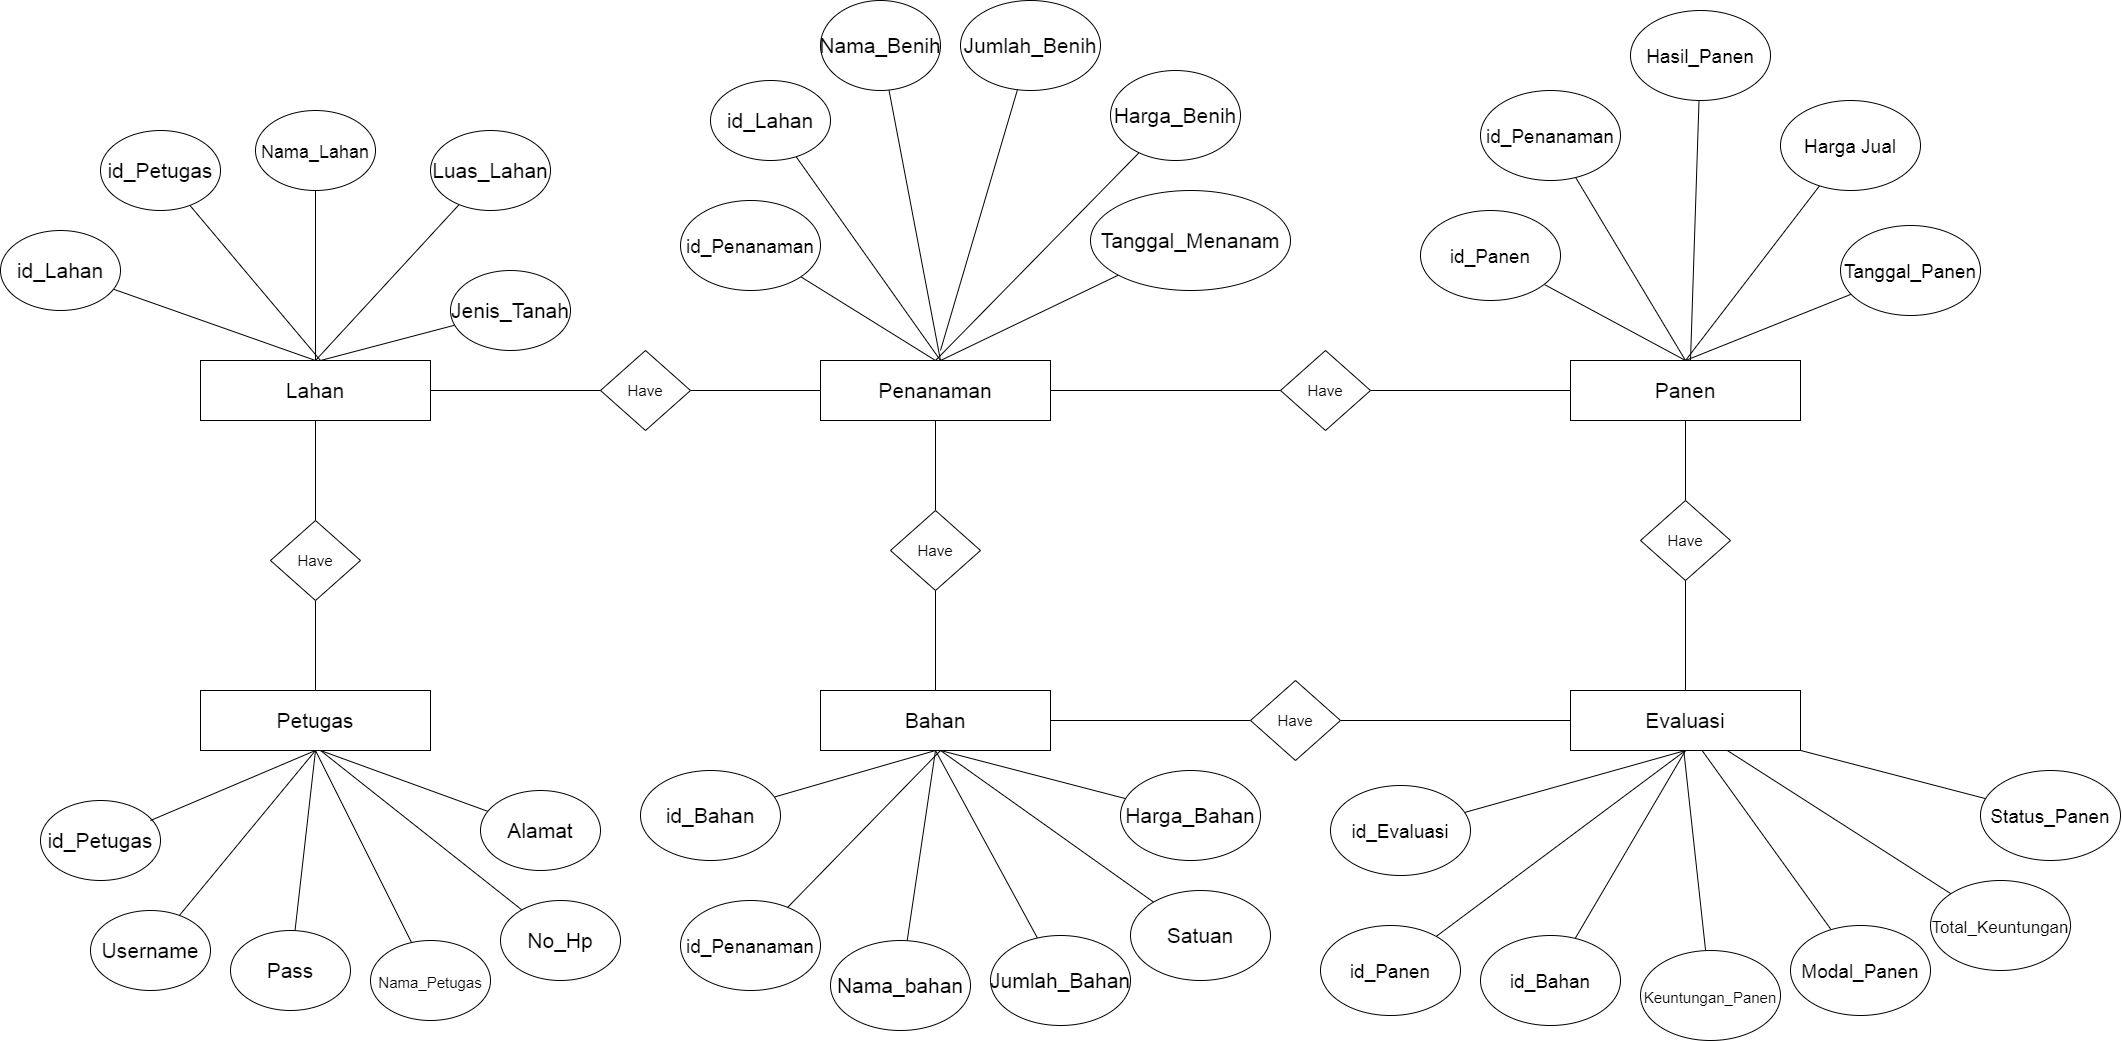 Nama_Benih
Jumlah_Benih
Hasil_Panen
id_Lahan
Harga_Benih
id_Penanaman
Harga Jual
id_Petugas
Nama_Lahan
Luas_Lahan
id_Lahan
Jenis_Tanah
id_Penanaman
Tanggal_Menanam
id_Panen
Tanggal_Panen
Lahan
Have
Penanaman
Have
Panen
Have
Have
Have
Petugas
Bahan
Have
Evaluasi
id_Petugas
Alamat
Username
Pass
Nama_Petugas
No_Hp
id_Bahan
Harga_Bahan
id_Penanaman
Nama_bahan
Jumlah_Bahan
Satuan
id_Evaluasi
Status_Panen
id_Panen
id_Bahan
Keuntungan_Panen
Modal_Panen
Total_Keuntungan